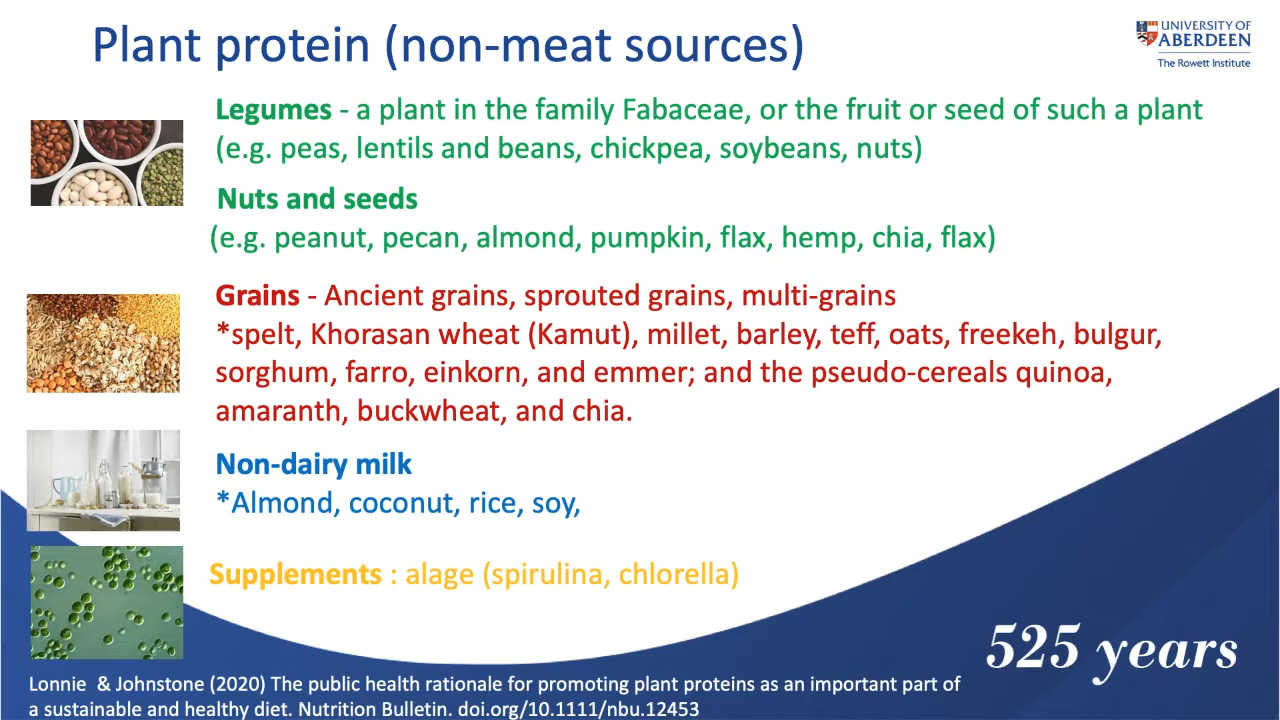 Plant protein (non-meat sources)
UNIVERSITY OF
ABERDEEN
The Rowett Institute
Legumes - a plant in the family Fabaceae, or the fruit or seed of such a plant
(e.g. peas, lentils and beans, chickpea, soybeans, nuts)
Nuts and seeds
(e.g. peanut, pecan, almond, pumpkin, flax, hemp, chia, flax)
Grains - Ancient grains, sprouted grains, multi-grains
*spelt, Khorasan wheat (Kamut), millet, barley, teff, oats, freekeh, bulgur,
sorghum, farro, einkorn, and emmer; and the pseudo-cereals quinoa,
amaranth, buckwheat, and chia.
Non-dairy milk
*Almond, coconut, rice, soy,
Supplements : alage (spirulina, chlorella)
525 years
Lonnie & Johnstone (2020) The public health rationale for promoting plant proteins as an important part of
a sustainable and healthy diet. Nutrition Bulletin. doi.org/10.1111/nbu.12453